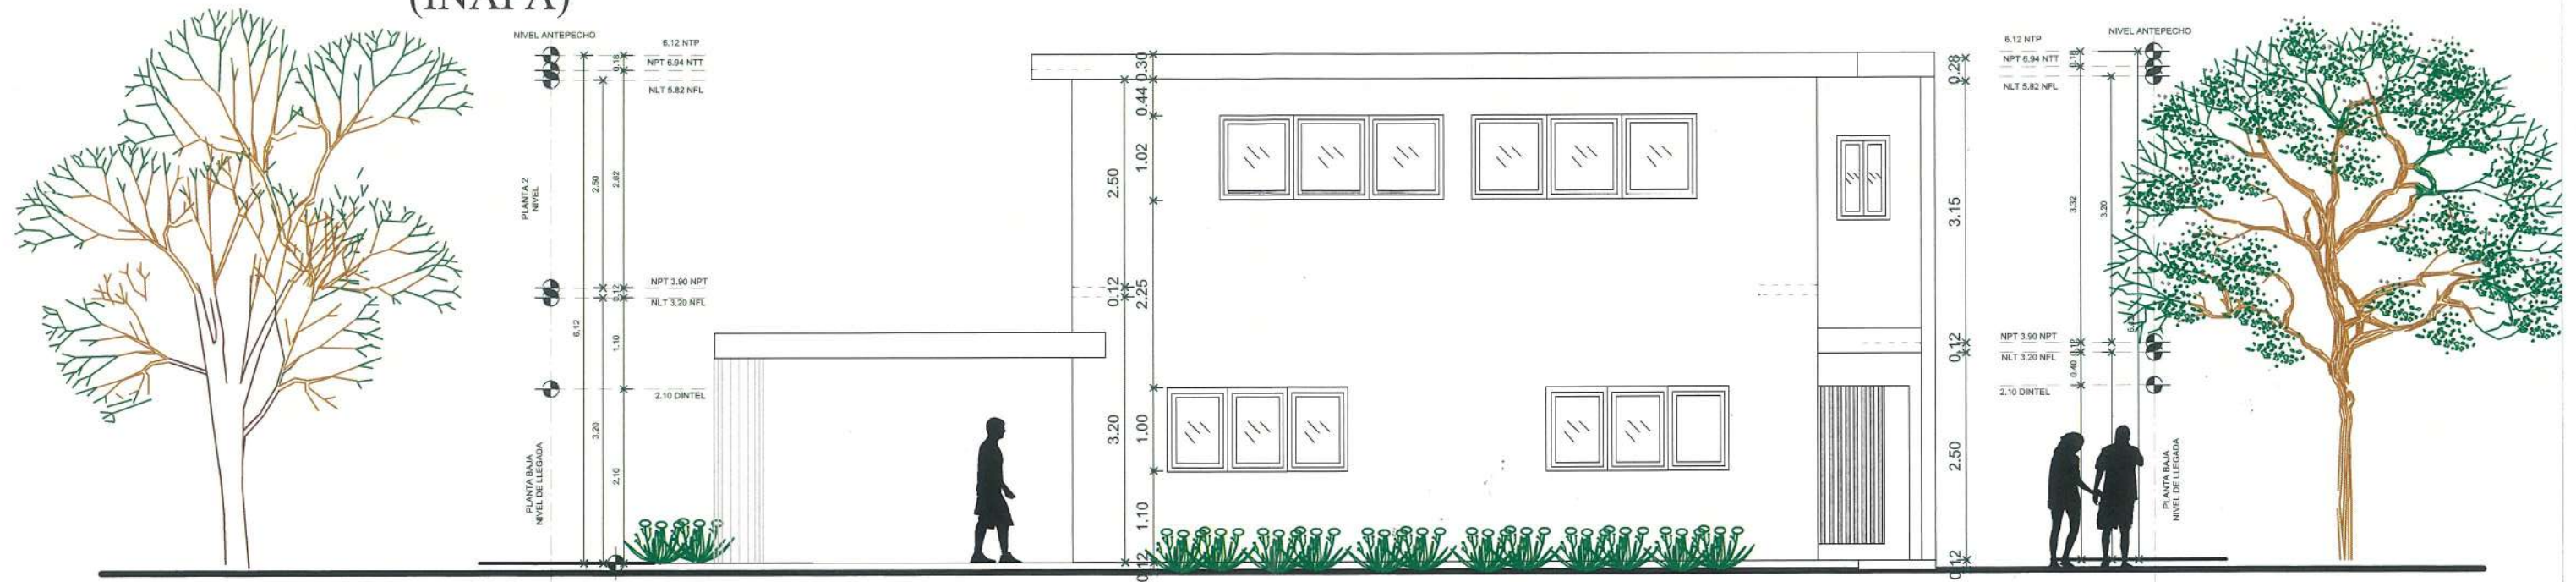 (INAPA)
NIVEL ANTEPECHO
6.12 NTP
NPT 6.94 NTT
NLT 5.82 NFL
0.18
PLANTA 2
NIVEL
2.50
2.62
NPT 3.90 NPT
0.12
NLT 3.20 NFL
6.12
1.10
2.10 DINTEL
3.20
2.10
PLANTA BAJA
NIVEL DE LLEGADA
0.30
0.44
1.02
2.50
0.12
2.25
3.20
1.00
1.10
0.12
0.28
3.15
0.12
2.50
0.12
NIVEL ANTEPECHO
6.12 NTP
NPT 6.94 NTT
NLT 5.82 NFL
0.18
3.32
3.20
NPT 3.90 NPT
NLT 3.20 NFL
0.40
2.10 DINTEL
PLANTA BAJA
NIVEL DE LLEGADA